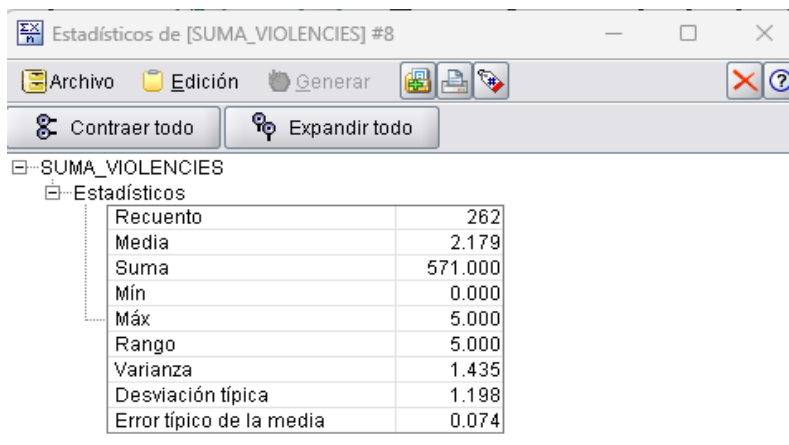 Estadísticos de [SUMA_VIOLENCIES] #8
Archivo Edición Generar
Contraer todo Expandir todo
SUMA_VIOLENCIES
Estadísticos
Recuento 262
Media 2.179
Suma 571.000
Mín 0.000
Máx 5.000
Rango 5.000
Varianza 1.435
Desviación típica 1.198
Error típico de la media 0.074